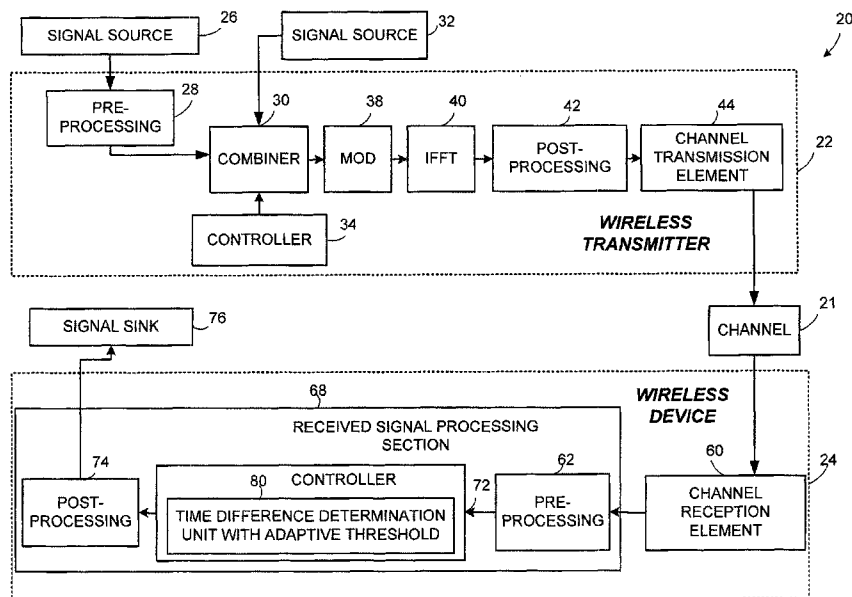 SIGNAL SOURCE
26
SIGNAL SOURCE
32
20
PRE-
PROCESSING
28
30
COMBINER
38
MOD
40
IFFT
42
POST-
PROCESSING
44
CHANNEL
TRANSMISSION
ELEMENT
22
CONTROLLER
34
WIRELESS
TRANSMITTER
SIGNAL SINK
76
CHANNEL
21
68
WIRELESS
DEVICE
RECEIVED SIGNAL PROCESSING
SECTION
74
POST-
PROCESSING
CONTROLLER
80
TIME DIFFERENCE DETERMINATION
UNIT WITH ADAPTIVE THRESHOLD
72
62
PRE-
PROCESSING
60
CHANNEL
RECEPTION
ELEMENT
24